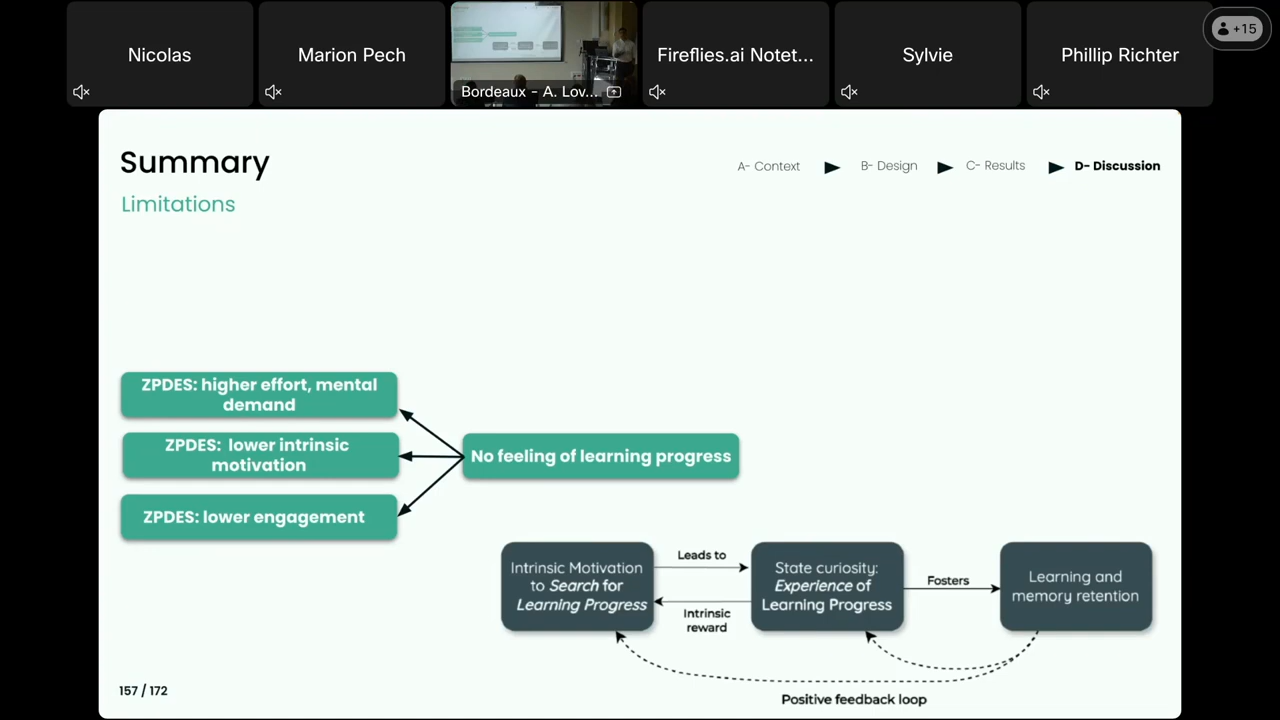 Nicolas
Marion Pech
Bordeaux - A. Lov...
Fireflies.ai Notet...
Sylvie
Phillip Richter
+15
Summary
Limitations
A- Context
B- Design
C- Results
D- Discussion
ZPDES: higher effort, mental
demand
ZPDES: lower intrinsic
motivation
ZPDES: lower engagement
No feeling of learning progress
Intrinsic Motivation
to Search for
Learning Progress
Leads to
Intrinsic
reward
State curiosity:
Experience of
Learning Progress
Fosters
Learning and
memory retention
Positive feedback loop
157 / 172